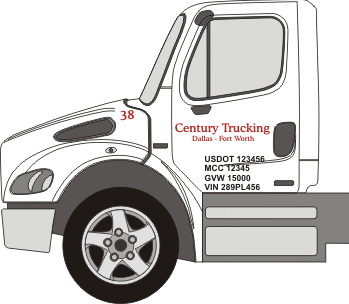 38
Century Trucking
Dallas - Fort Worth
USDOT 123456
MCC 12345
GVW 15000
VIN 289PL456